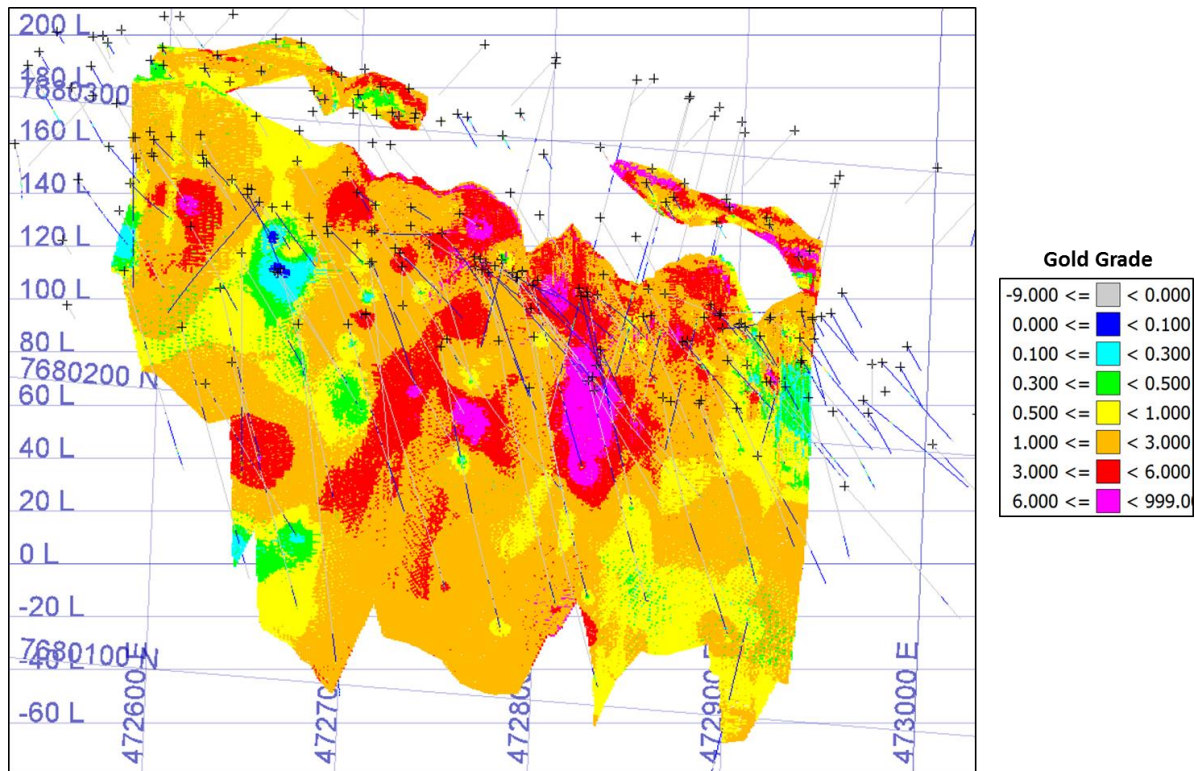 200 L
180 L
7680300
160 L
140 L
120 L
100 L
80 L
7680200 N
60 L
40 L
20 L
0 L
-20 L
7680100 N
-40 L
-60 L
472600 E
472800
473000 E
Gold Grade
-9.000 <= < 0.000
0.000 <= < 0.100
0.100 <= < 0.300
0.300 <= < 0.500
0.500 <= < 1.000
1.000 <= < 3.000
3.000 <= < 6.000
6.000 <= < 999.00